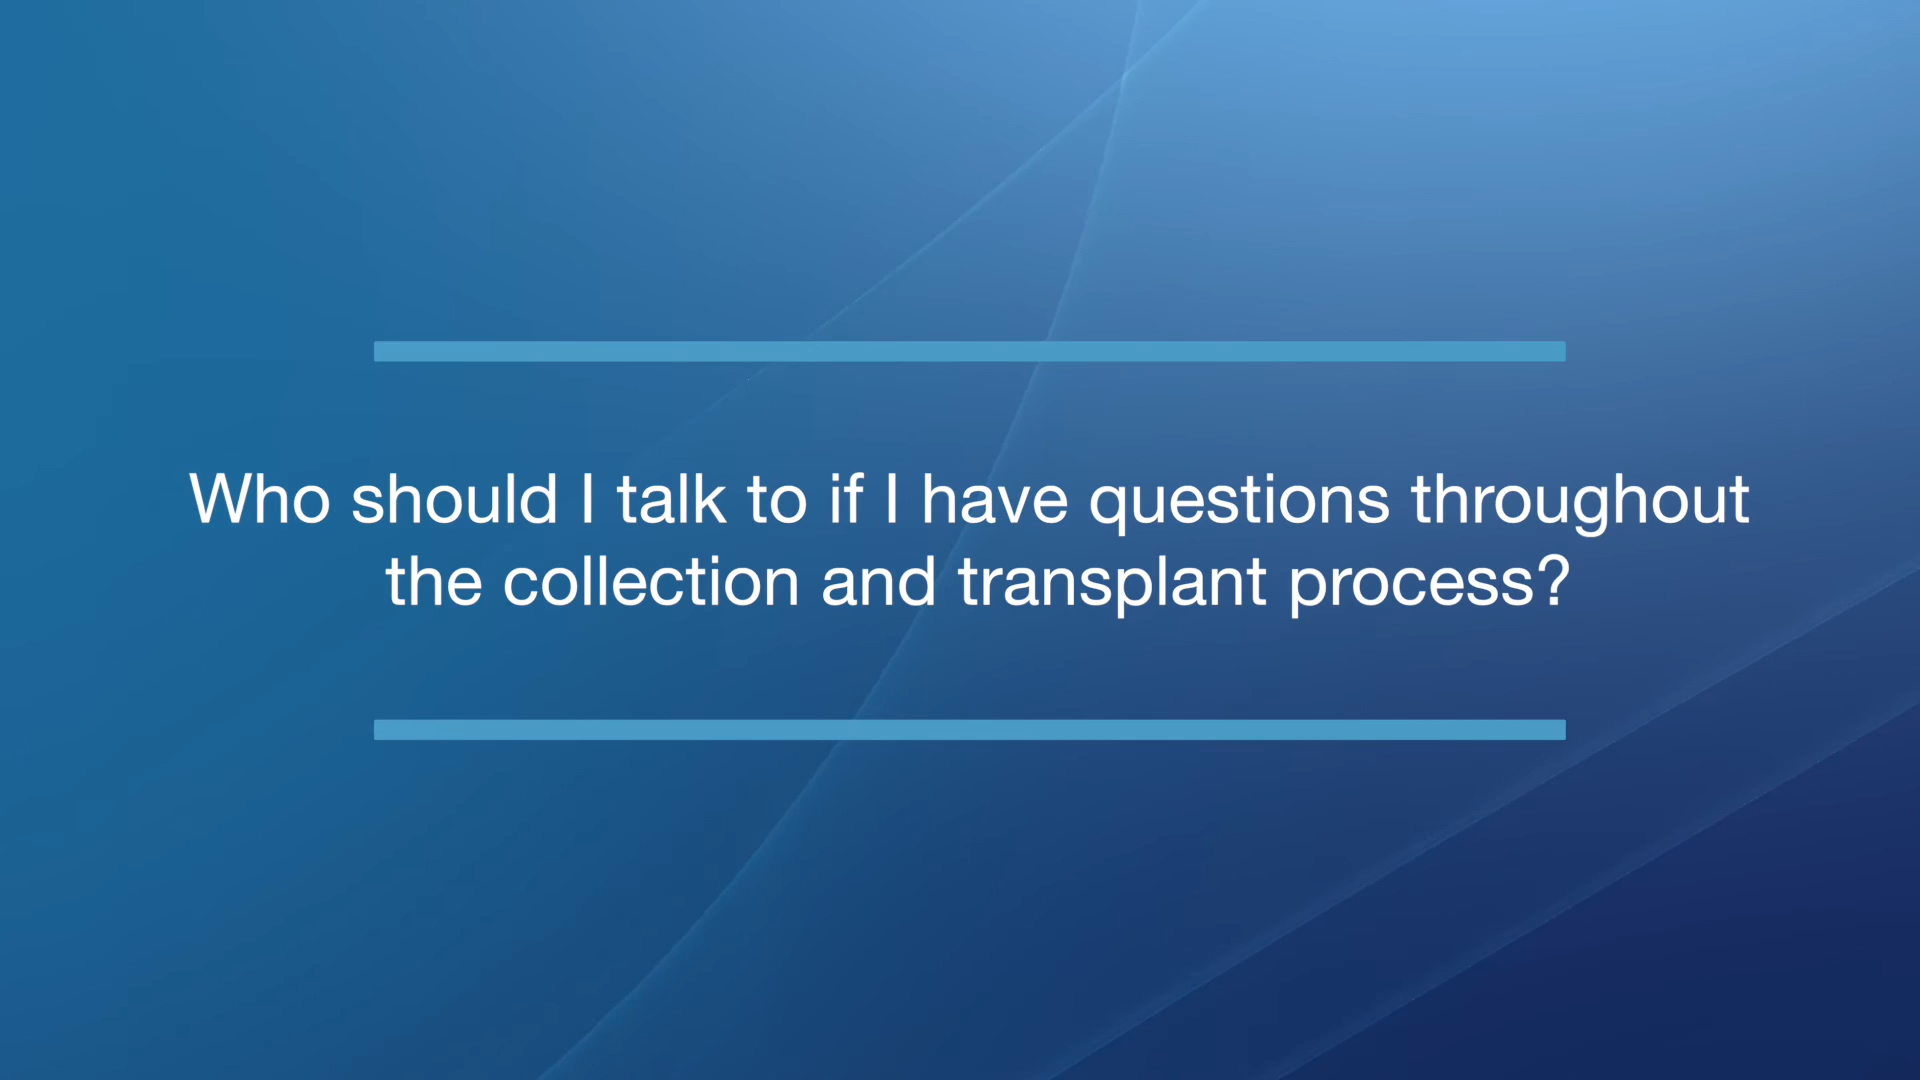 Who should I talk to if I have questions throughout
the collection and transplant process?